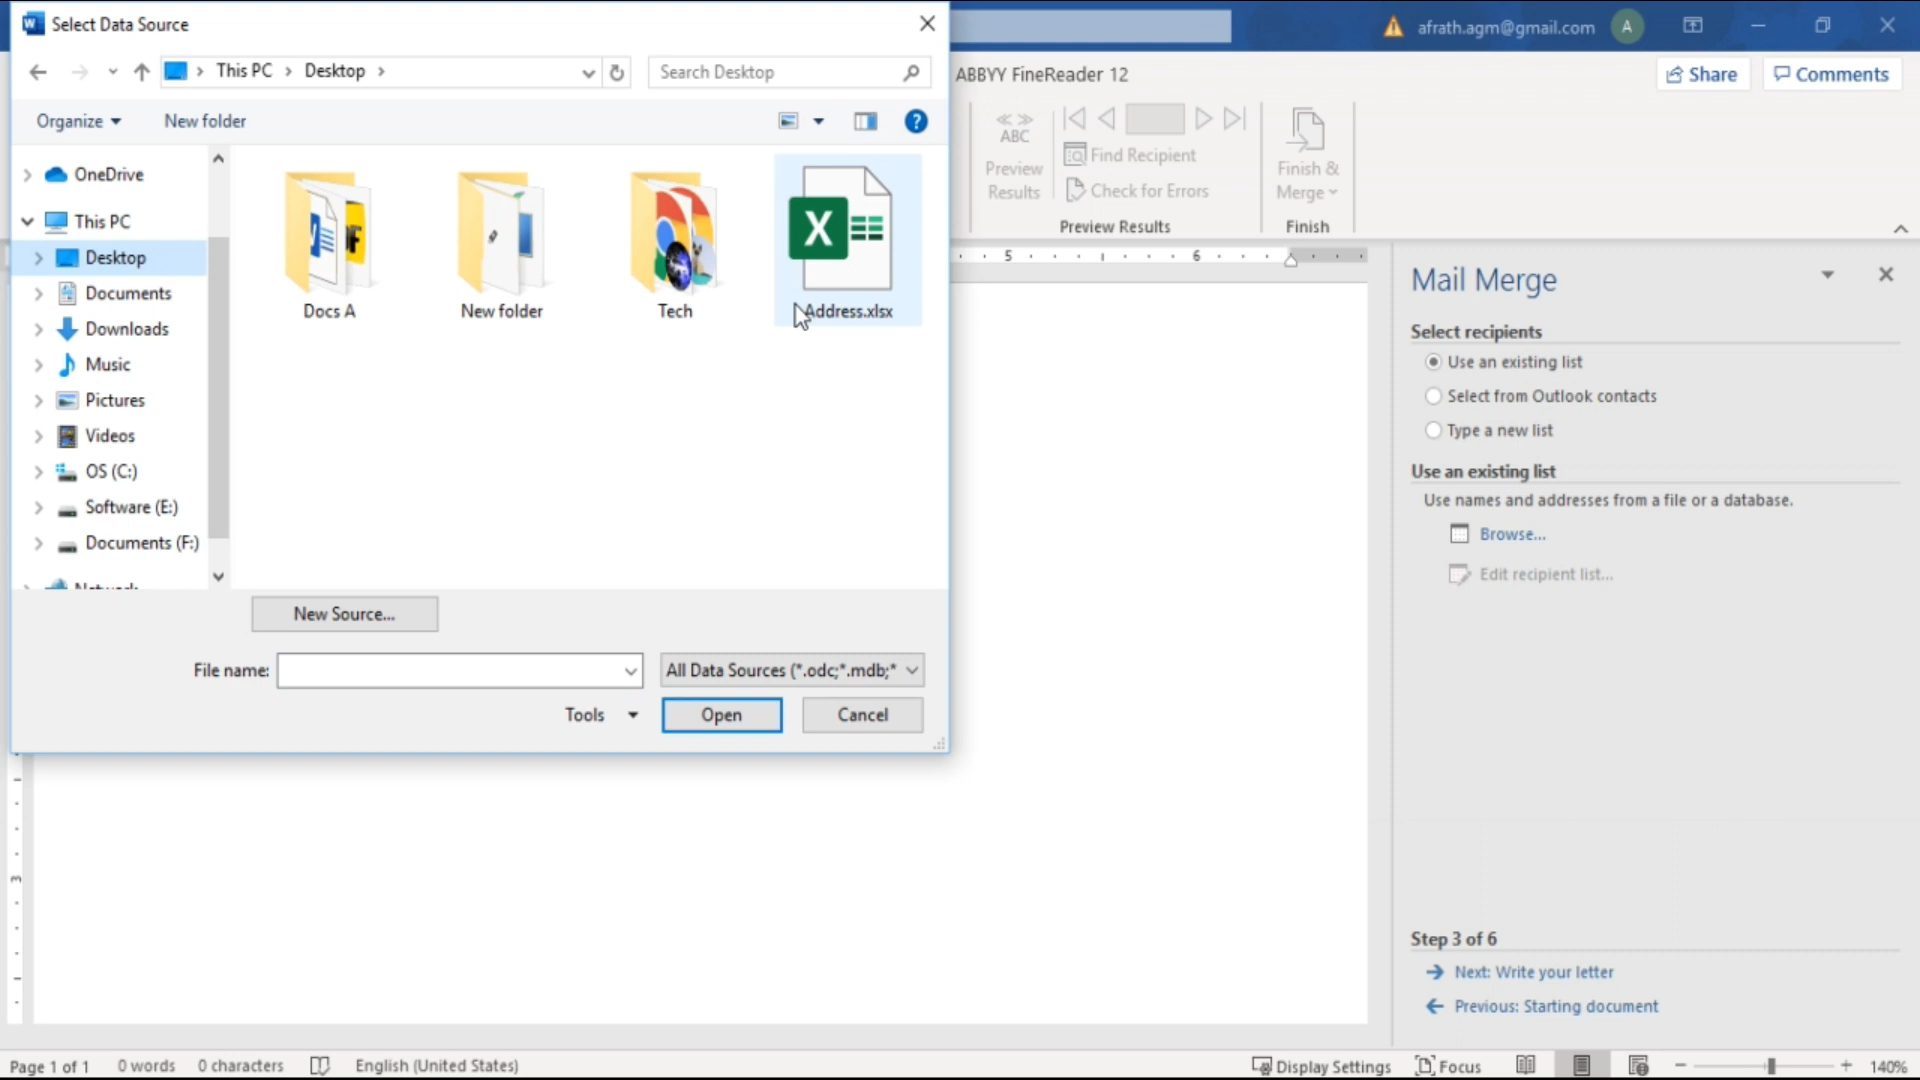 Select Data Source
afrath.agm@gmail.com A
This PC Desktop
Search Desktop
ABBYY FineReader 12
Share
Comments
Organize
New folder
ABC
Preview
Results
Find Recipient
Check for Errors
Preview Results
Finish &
Merge
Finish
OneDrive
This PC
Desktop
Documents
Downloads
Music
Pictures
Videos
OS (C:)
Software (E:)
Documents (F:)
Network
Docs A
New folder
Tech
Address.xlsx
5 6
Mail Merge
Select recipients
Use an existing list
Select from Outlook contacts
Type a new list
Use an existing list
Use names and addresses from a file or a database.
Browse...
Edit recipient list...
New Source...
File name:
All Data Sources (*.odc;*.mdb;*
Tools
Open
Cancel
3
Step 3 of 6
Next: Write your letter
Previous: Starting document
Page 1 of 1
0 words
0 characters
English (United States)
Display Settings
Focus
140%